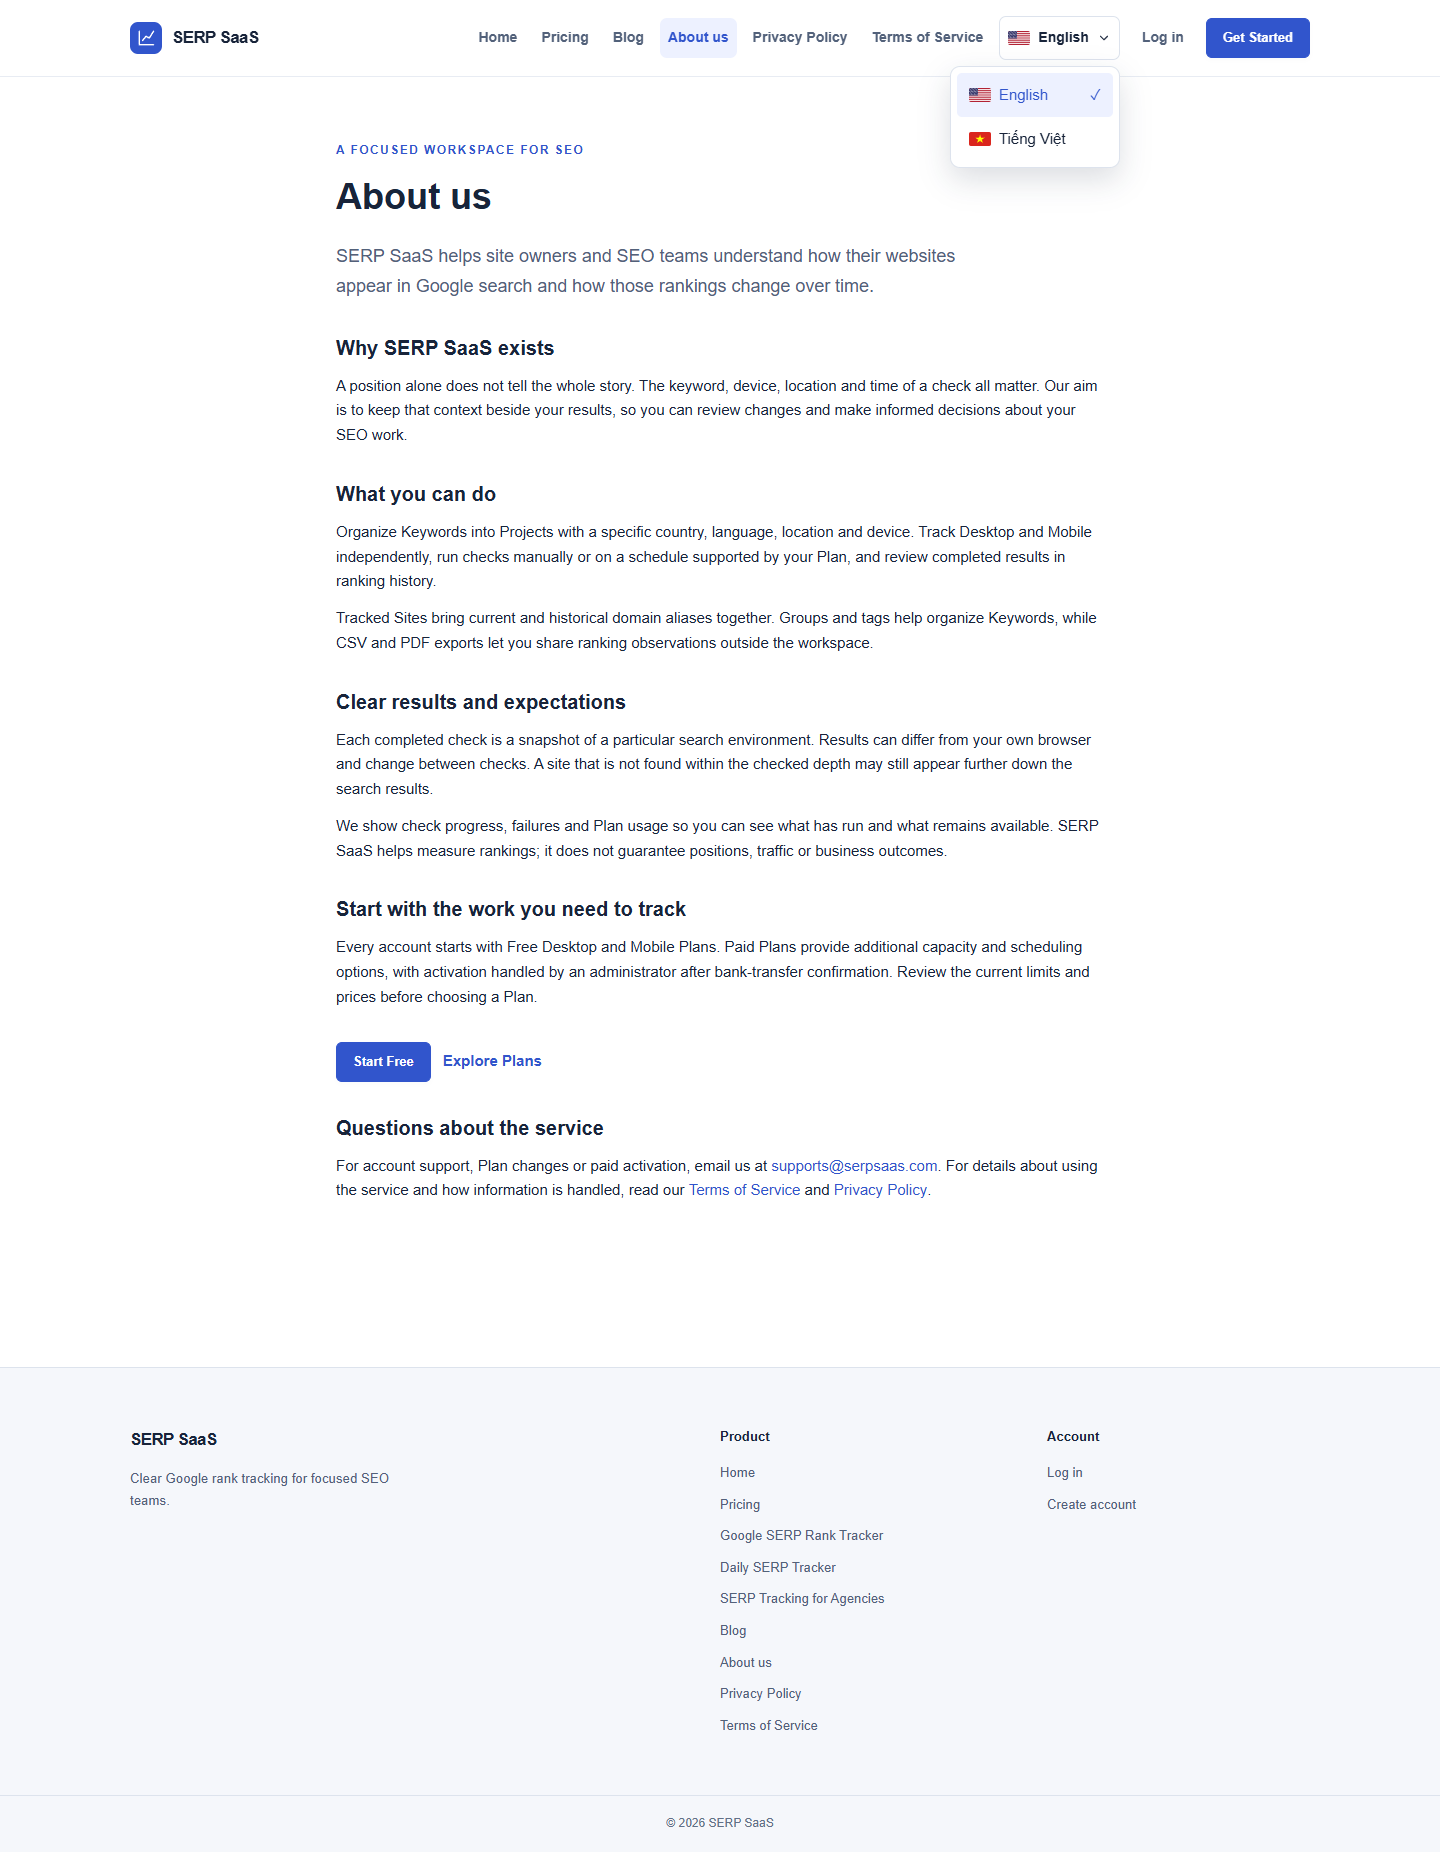 SERP SaaS
Home
Pricing
Blog
About us
Privacy Policy
Terms of Service
English
Log in
Get Started
English
Tiếng Việt
A FOCUSED WORKSPACE FOR SEO
About us
SERP SaaS helps site owners and SEO teams understand how their websites
appear in Google search and how those rankings change over time.
Why SERP SaaS exists
A position alone does not tell the whole story. The keyword, device, location and time of a check all matter. Our aim
is to keep that context beside your results, so you can review changes and make informed decisions about your
SEO work.
What you can do
Organize Keywords into Projects with a specific country, language, location and device. Track Desktop and Mobile
independently, run checks manually or on a schedule supported by your Plan, and review completed results in
ranking history.
Tracked Sites bring current and historical domain aliases together. Groups and tags help organize Keywords, while
CSV and PDF exports let you share ranking observations outside the workspace.
Clear results and expectations
Each completed check is a snapshot of a particular search environment. Results can differ from your own browser
and change between checks. A site that is not found within the checked depth may still appear further down the
search results.
We show check progress, failures and Plan usage so you can see what has run and what remains available. SERP
SaaS helps measure rankings; it does not guarantee positions, traffic or business outcomes.
Start with the work you need to track
Every account starts with Free Desktop and Mobile Plans. Paid Plans provide additional capacity and scheduling
options, with activation handled by an administrator after bank-transfer confirmation. Review the current limits and
prices before choosing a Plan.
Start Free
Explore Plans
Questions about the service
For account support, Plan changes or paid activation, email us at supports@serpsaas.com. For details about using
the service and how information is handled, read our Terms of Service and Privacy Policy.
SERP SaaS
Clear Google rank tracking for focused SEO
teams.
Product
Home
Pricing
Google SERP Rank Tracker
Daily SERP Tracker
SERP Tracking for Agencies
Blog
About us
Privacy Policy
Terms of Service
Account
Log in
Create account
© 2026 SERP SaaS